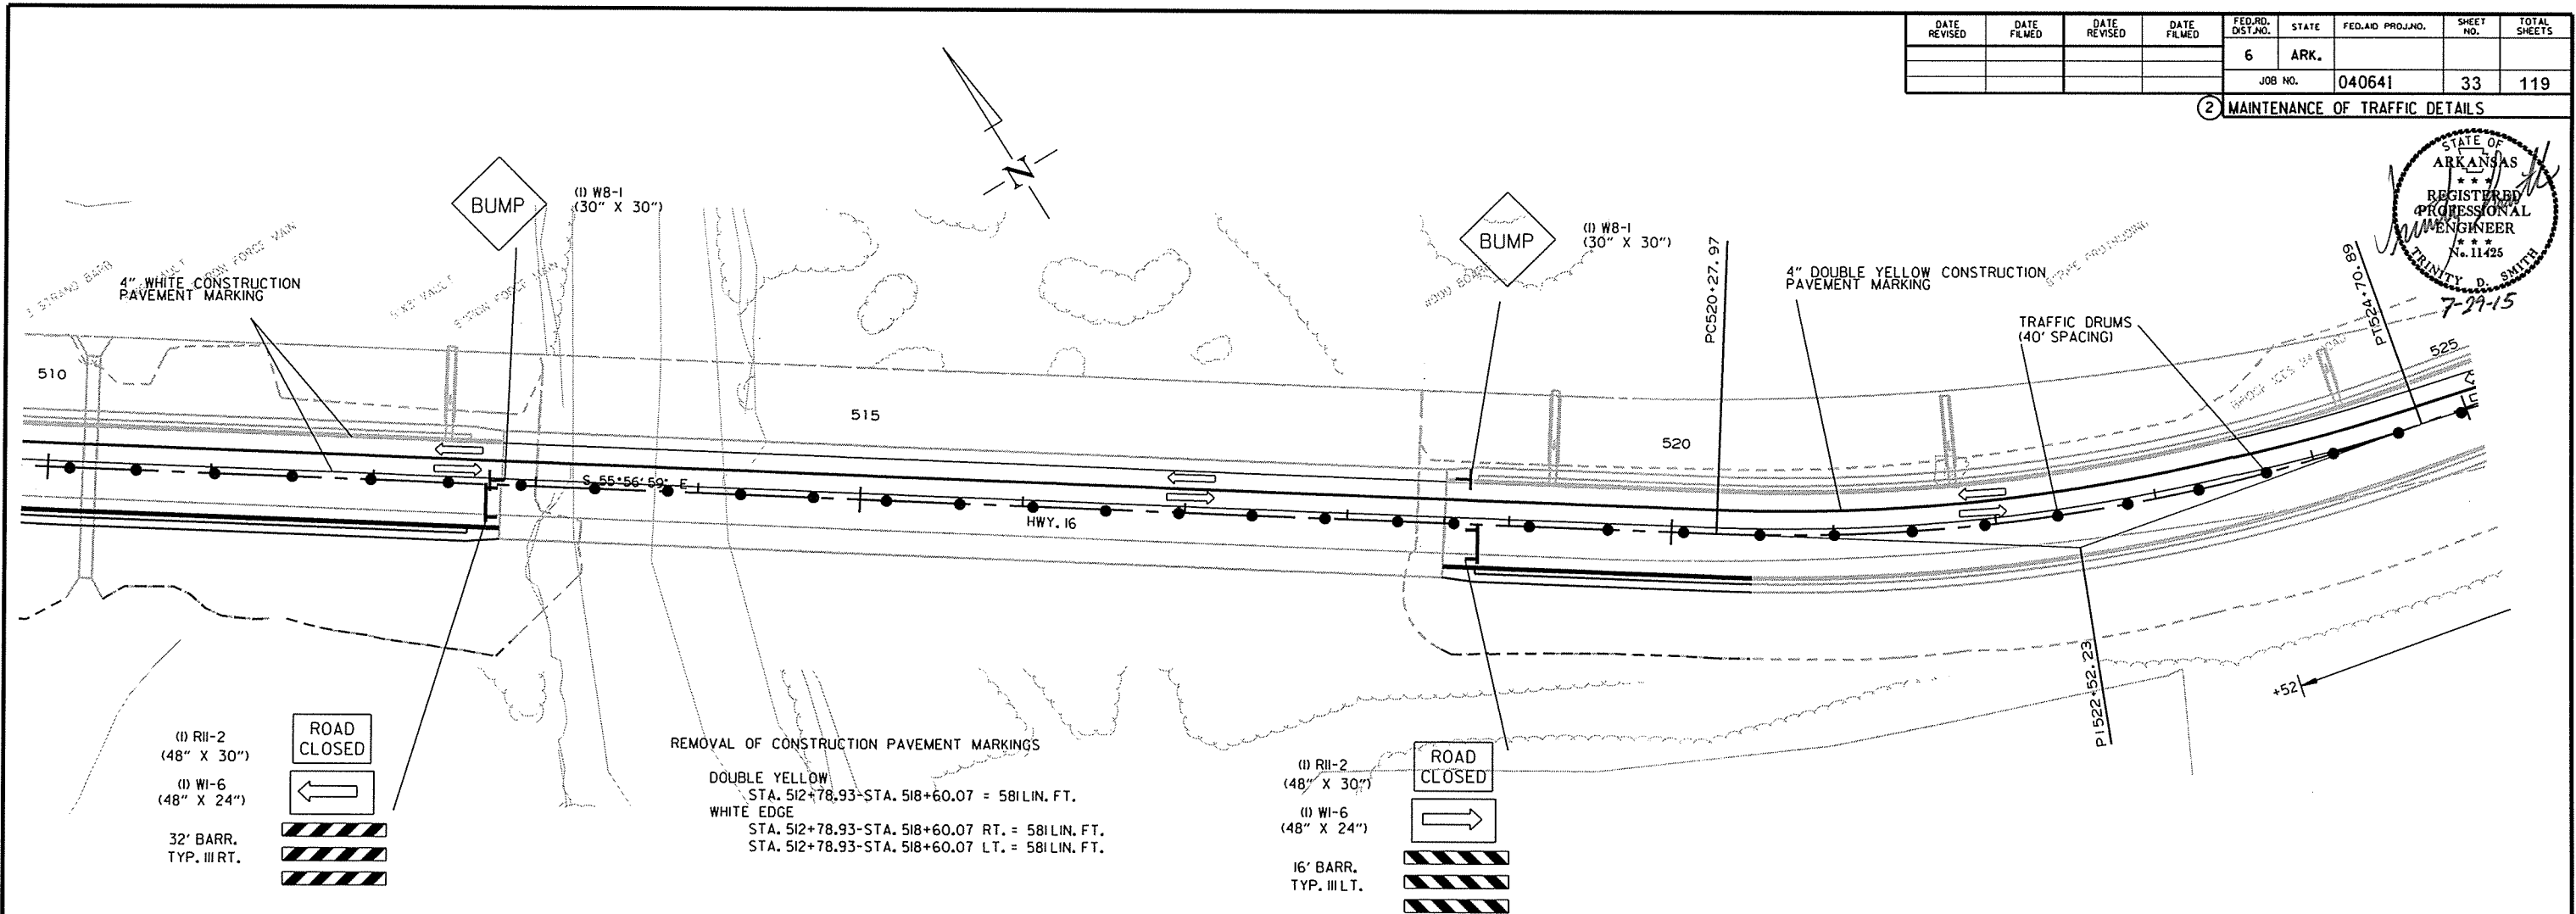 DATE REVISED
DATE FILMED
DATE REVISED
DATE FILMED
FED.RD. DIST.NO.
STATE
FED.AID PROJ.NO.
SHEET NO.
TOTAL SHEETS
6
ARK.
JOB NO.
040641
33
119
2 MAINTENANCE OF TRAFFIC DETAILS
STATE OF
ARKANSAS
REGISTERED
PROFESSIONAL
ENGINEER
No. 11425
TRINITY D. SMITH
7-29-15
N
BUMP
(1) W8-1
(30" X 30")
BUMP
(1) W8-1
(30" X 30")
4" WHITE CONSTRUCTION
PAVEMENT MARKING
4" DOUBLE YELLOW CONSTRUCTION
PAVEMENT MARKING
TRAFFIC DRUMS
(40' SPACING)
PC520+27.97
PT524+70.89
PI522+52.23
510
515
520
525
S 55°56'59" E
HWY. 16
+52
(1) R11-2
(48" X 30")
ROAD
CLOSED
(1) W1-6
(48" X 24")
32' BARR.
TYP. III RT.
REMOVAL OF CONSTRUCTION PAVEMENT MARKINGS
DOUBLE YELLOW
STA. 512+78.93-STA. 518+60.07 = 581 LIN. FT.
WHITE EDGE
STA. 512+78.93-STA. 518+60.07 RT. = 581 LIN. FT.
STA. 512+78.93-STA. 518+60.07 LT. = 581 LIN. FT.
(1) R11-2
(48" X 30")
ROAD
CLOSED
(1) W1-6
(48" X 24")
16' BARR.
TYP. III LT.